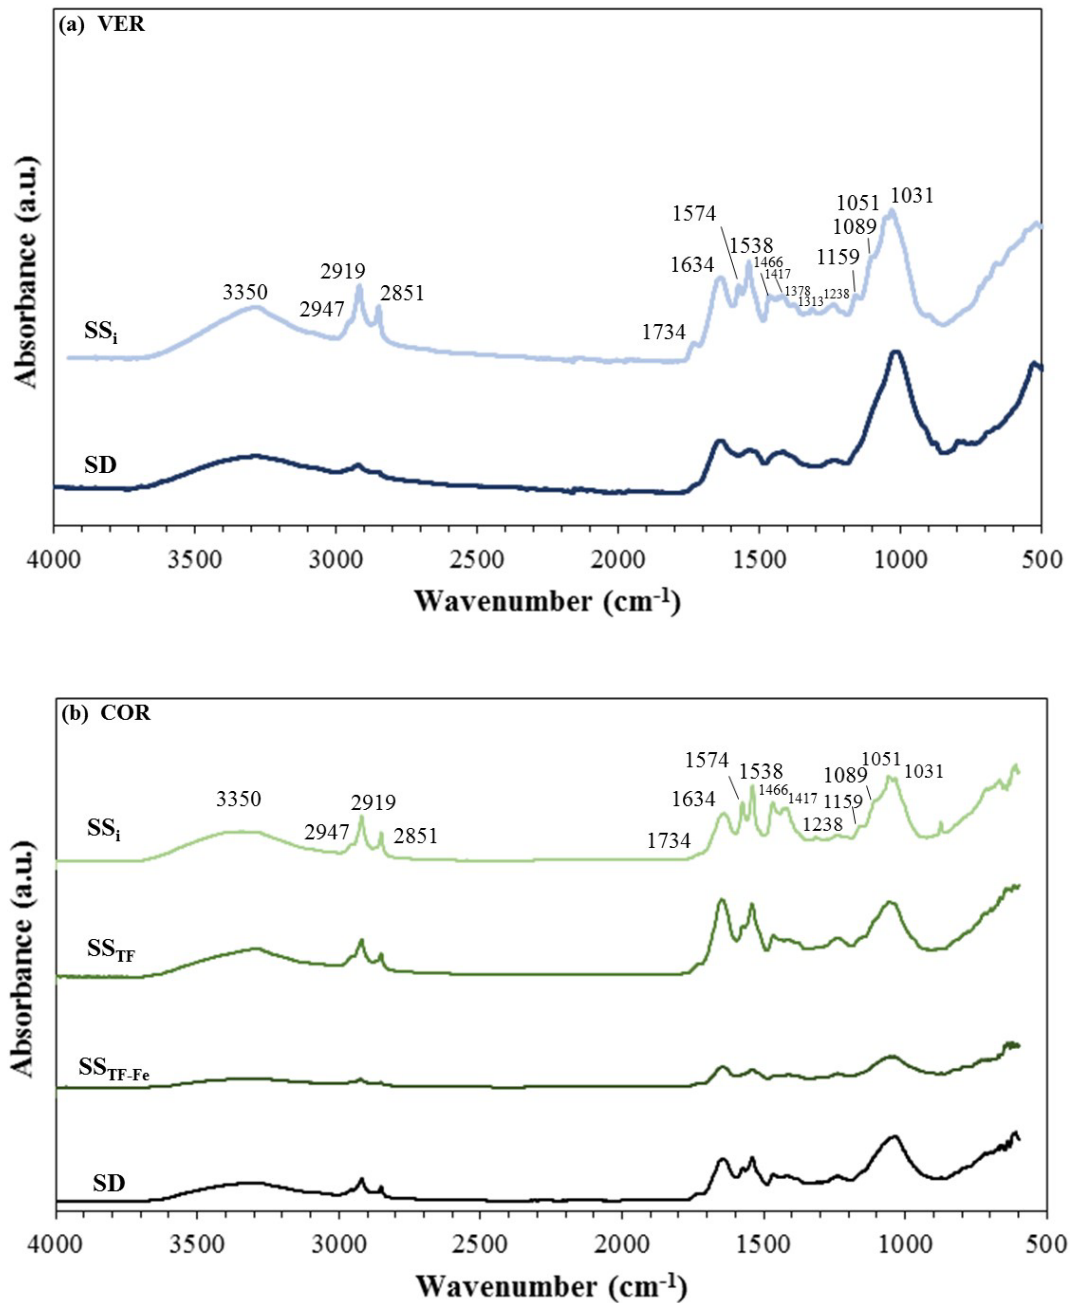 (a) VER
Absorbance (a.u.)
3350
2947
2919
2851
1734
1634
1574
1538
1466
1417
1378
1313
1238
1159
1089
1051
1031
SSi
SD
4000 3500 3000 2500 2000 1500 1000 500
Wavenumber (cm-1)
(b) COR
Absorbance (a.u.)
3350
2947
2919
2851
1734
1634
1574
1538
1466
1417
1238
1159
1089
1051
1031
SSi
SSTF
SSTF-Fe
SD
4000 3500 3000 2500 2000 1500 1000 500
Wavenumber (cm-1)